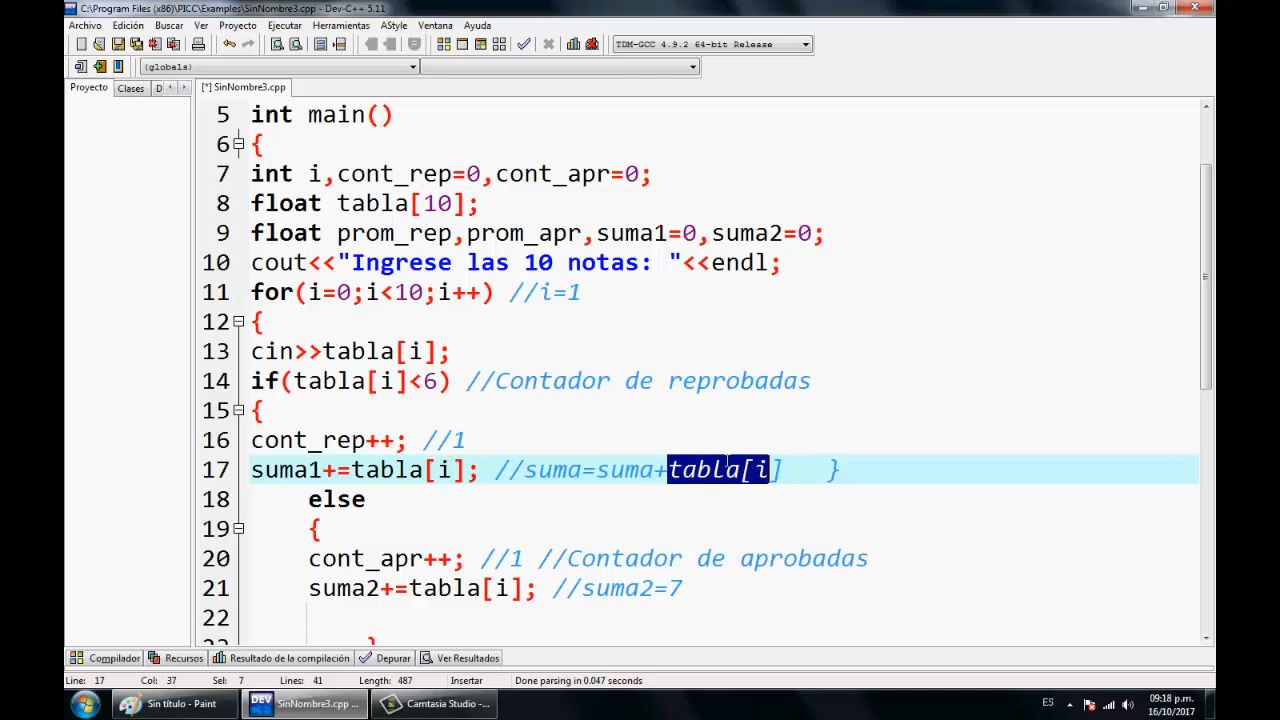 C:\Program Files (x86)\PICC\Examples\SinNombre3.cpp - Dev-C++ 5.11
Archivo Edición Buscar Ver Proyecto Ejecutar Herramientas AStyle Ventana Ayuda
TDM-GCC 4.9.2 64-bit Release
(globals)
Proyecto Clases D
[*] SinNombre3.cpp
5 int main()
6 {
7 int i,cont_rep=0,cont_apr=0;
8 float tabla[10];
9 float prom_rep,prom_apr,suma1=0,suma2=0;
10 cout<<"Ingrese las 10 notas: "<<endl;
11 for(i=0;i<10;i++) //i=1
12 {
13 cin>>tabla[i];
14 if(tabla[i]<6) //Contador de reprobadas
15 {
16 cont_rep++; //1
17 suma1+=tabla[i]; //suma=suma+tabla[i] }
18 else
19 {
20 cont_apr++; //1 //Contador de aprobadas
21 suma2+=tabla[i]; //suma2=7
22
23 }
Compilador Recursos Resultado de la compilación Depurar Ver Resultados
Line: 17 Col: 37 Sel: 7 Lines: 41 Length: 487 Insertar Done parsing in 0.047 seconds
Sin título - Paint DEV SinNombre3.cpp ... Camtasia Studio -... ES 09:18 p.m.
16/10/2017